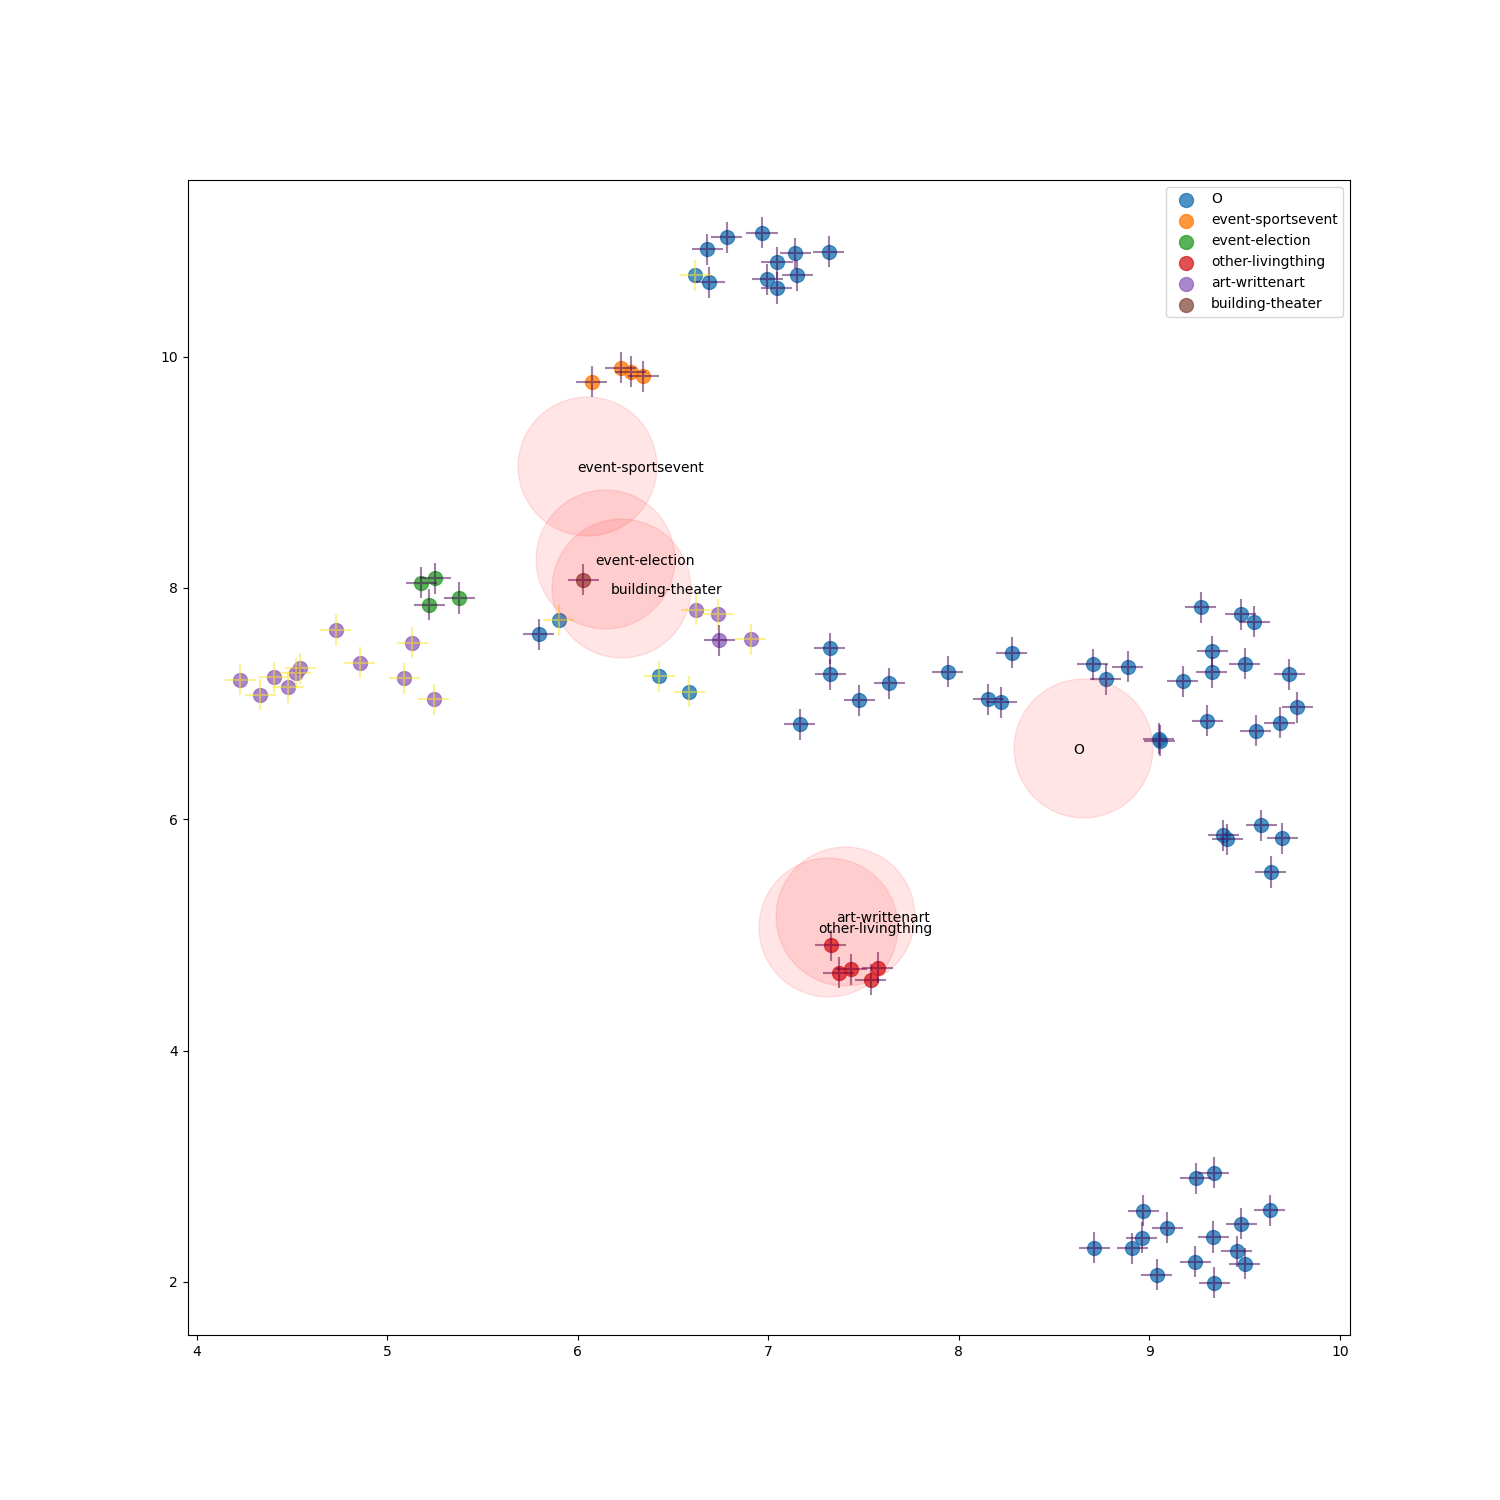 O
event-sportsevent
event-election
other-livingthing
art-writtenart
building-theater
10
event-sportsevent
event-election
8
building-theater
O
6
art-writtenart
other-livingthing
4
2
4 5 6 7 8 9 10